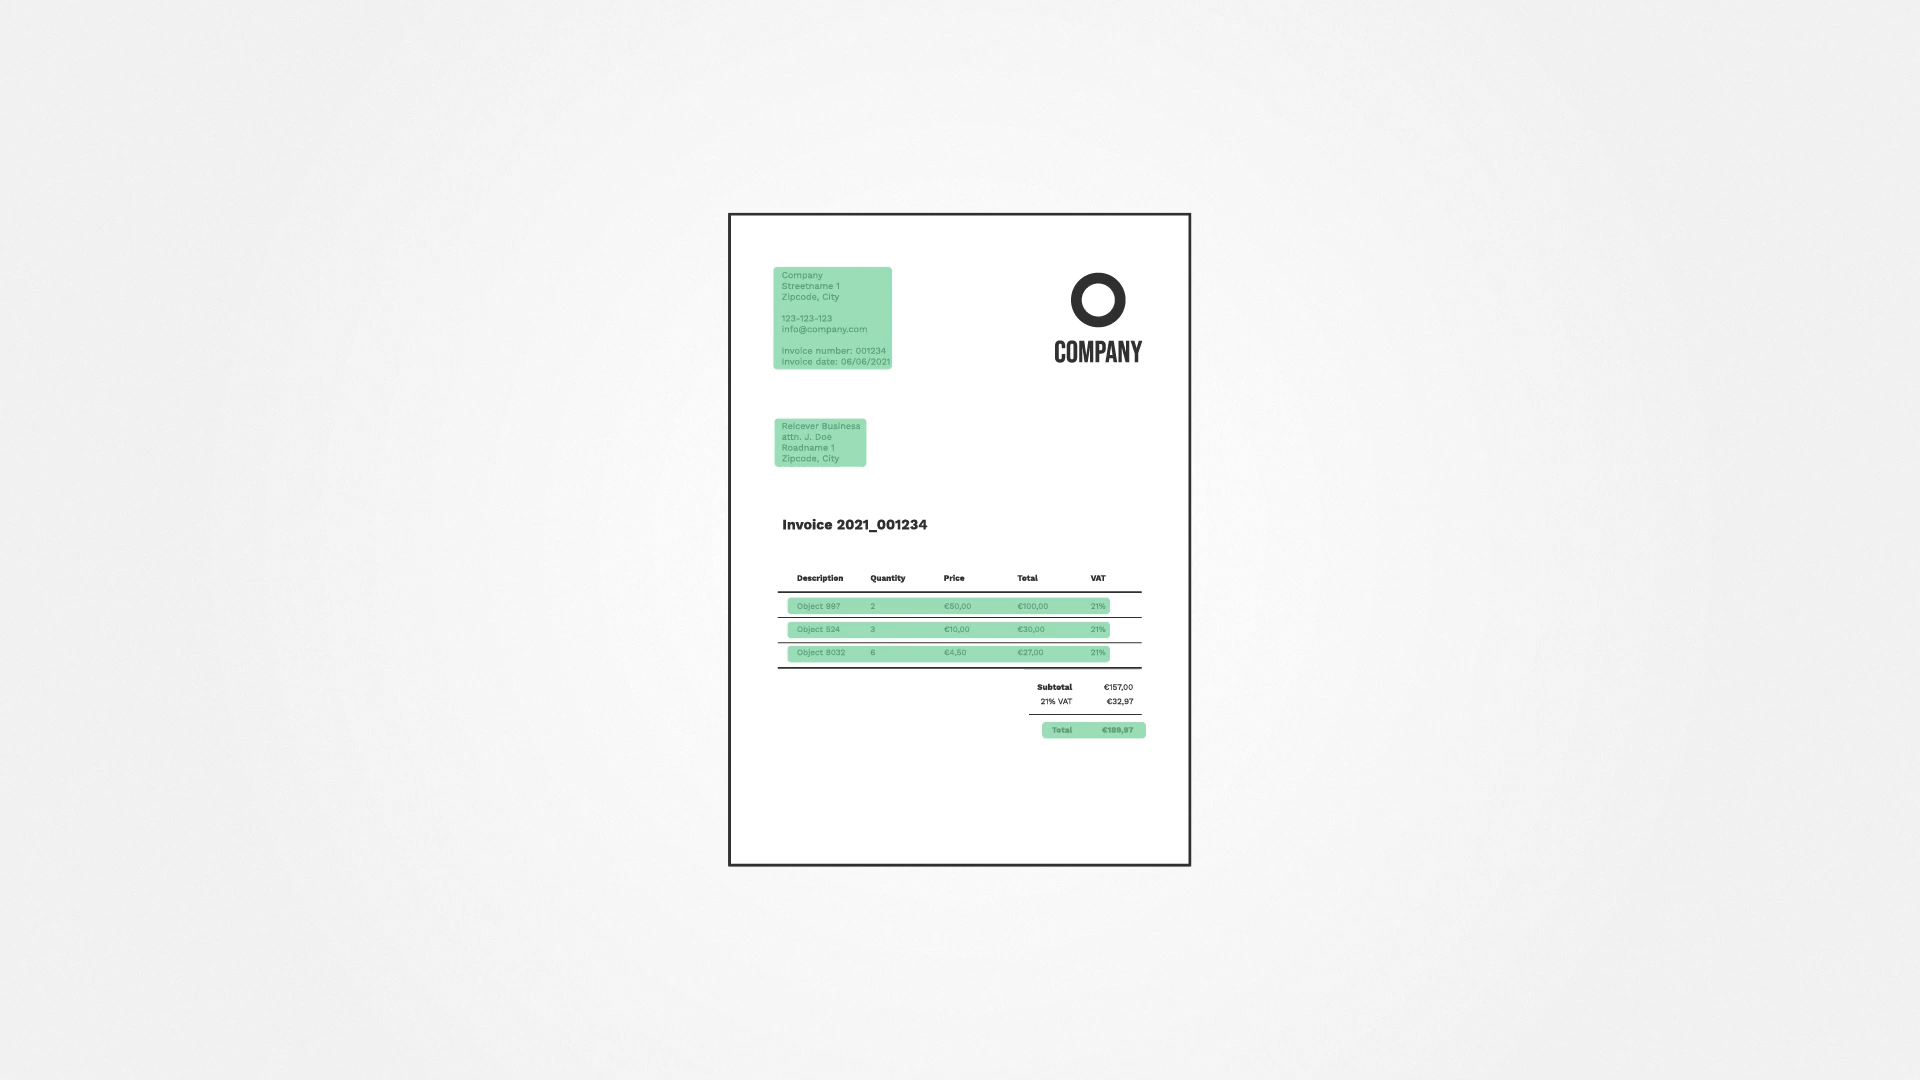 Company
Streetname 1
Zipcode, City
123-123-123
info@company.com
Invoice number: 001234
Invoice date: 06/06/2021
COMPANY
Reicever Businesa
attn. J. Doe
Roadname 1
Zipcode, City
Invoice 2021_001234
Description Quantity Price Total VAT
Object 997 2 €50,00 €100,00 21%
Object 524 3 €10,00 €30,00 21%
Object 8032 6 €4,50 €27,00 21%
Subtotal €157,00
21% VAT €32,97
Total €189,97